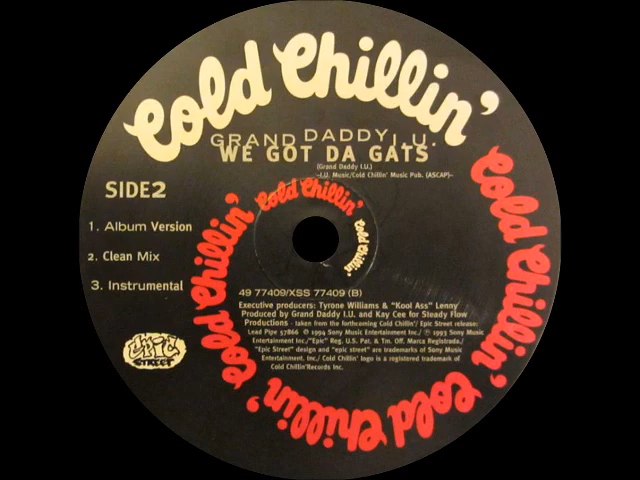 Cold Chillin'
GRAND DADDY I.U.
WE GOT DA GATS
(Grand Daddy I.U.)
~I.U. Music/Cold Chillin' Music Pub. (ASCAP)~
SIDE2
1. Album Version
2. Clean Mix
3. Instrumental
Cold Chillin'
Cold Chillin'
Cold Chillin'
Cold Chillin'
Cold Chillin'
Cold Chillin'
Cold Chillin'
49 77409/XSS 77409 (B)
Executive producers: Tyrone Williams & "Kool Ass" Lenny
Produced by Grand Daddy I.U. and Kay Cee for Steady Flow
Productions - taken from the forthcoming Cold Chillin'/ Epic Street release:
Lead Pipe 57866 © 1994 Sony Music Entertainment Inc./ ℗ 1993 Sony Music
Entertainment Inc./"Epic" Reg. U.S. Pat. & Tm. Off. Marca Registrada./
"Epic Street" design and "epic street" are trademarks of Sony Music
Entertainment, Inc./ Cold Chillin' logo is a registered trademark of
Cold Chillin'Records Inc.
epic
STREET